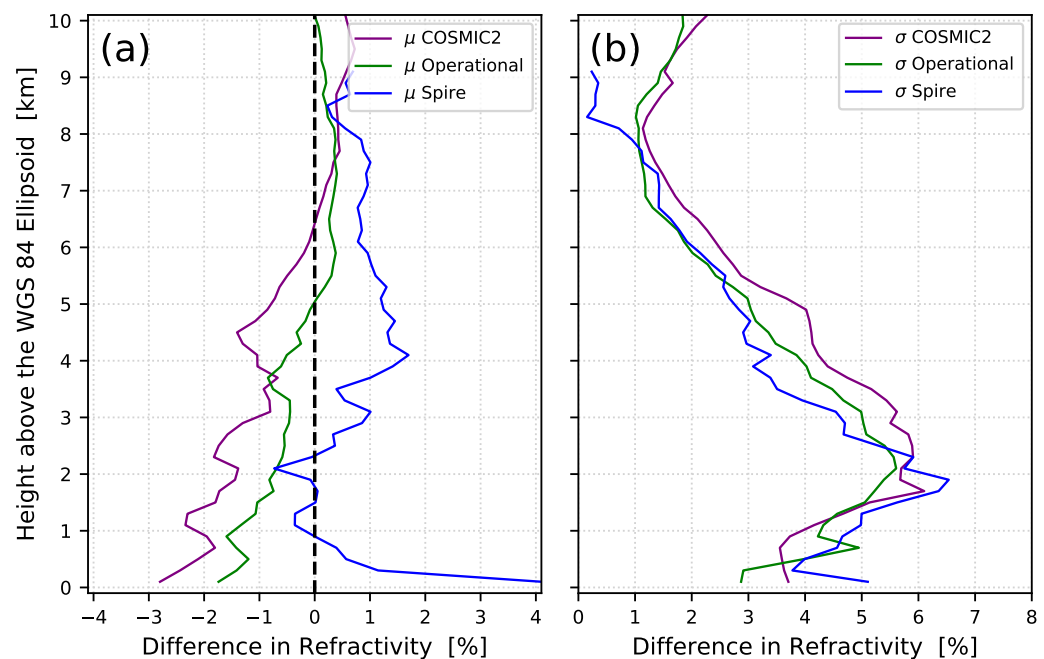 Height above the WGS 84 Ellipsoid [km]
10
9
8
7
6
5
4
3
2
1
0
(a)
μ COSMIC2
μ Operational
μ Spire
−4 −3 −2 −1 0 1 2 3 4
Difference in Refractivity [%]
(b)
σ COSMIC2
σ Operational
σ Spire
0 1 2 3 4 5 6 7 8
Difference in Refractivity [%]